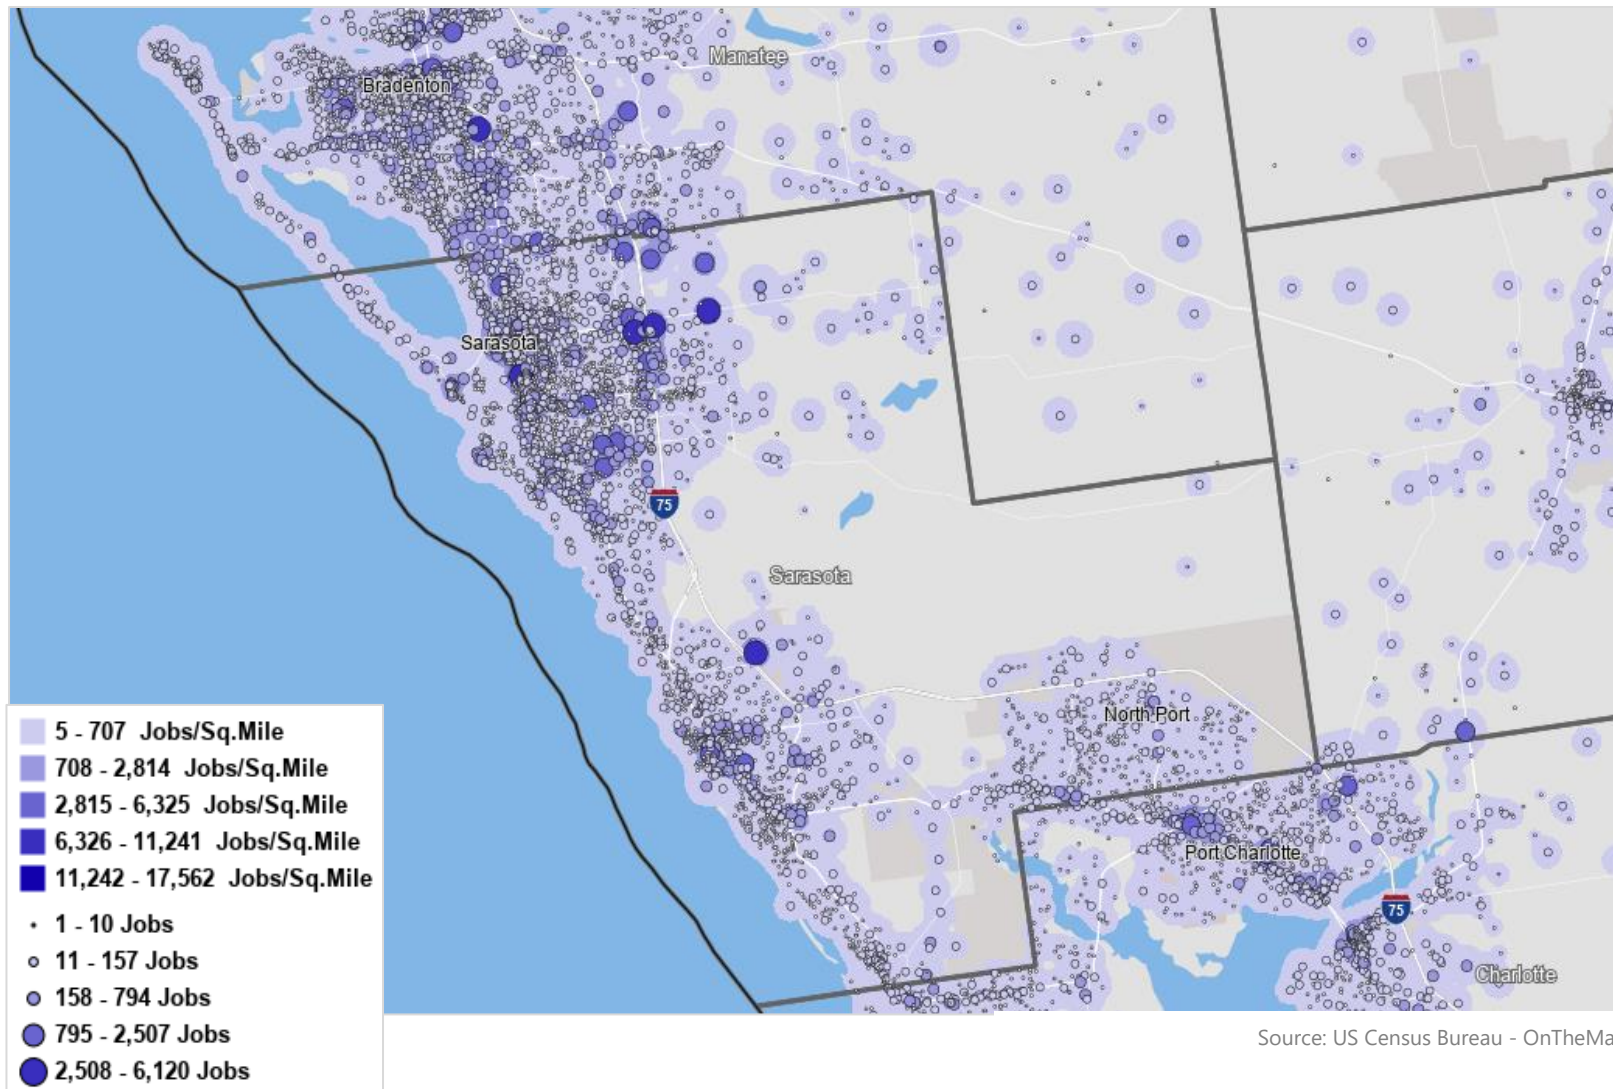 Manatee
Bradenton
Sarasota
75
Sarasota
North Port
Port Charlotte
75
Charlotte
5 - 707 Jobs/Sq.Mile
708 - 2,814 Jobs/Sq.Mile
2,815 - 6,325 Jobs/Sq.Mile
6,326 - 11,241 Jobs/Sq.Mile
11,242 - 17,562 Jobs/Sq.Mile
1 - 10 Jobs
11 - 157 Jobs
158 - 794 Jobs
795 - 2,507 Jobs
2,508 - 6,120 Jobs
Source: US Census Bureau - OnTheMa